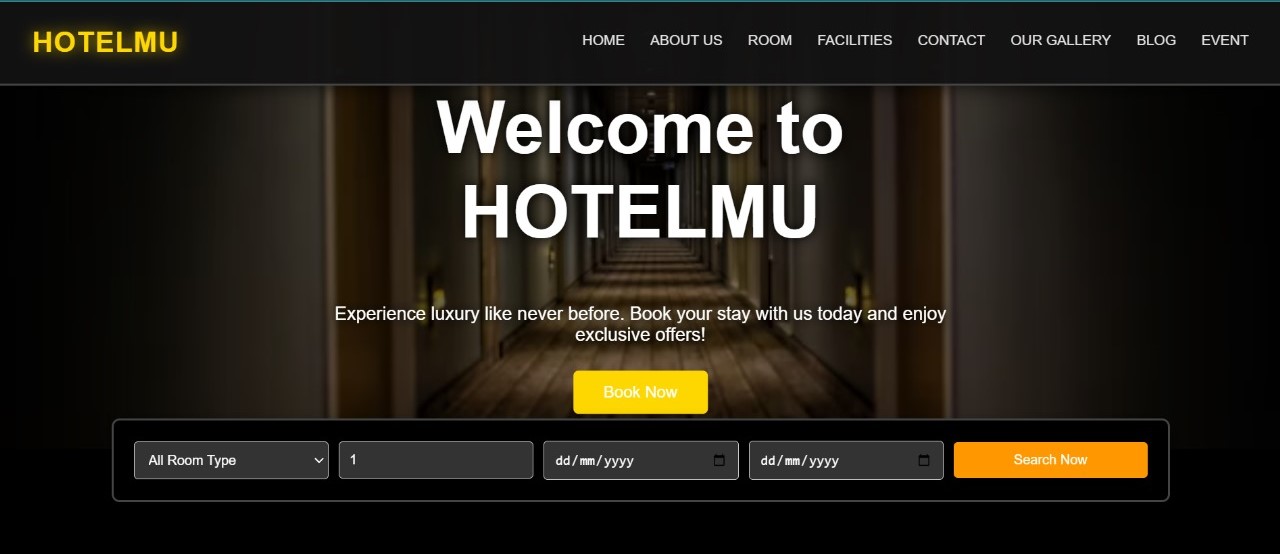 HOTELMU
HOME ABOUT US ROOM FACILITIES CONTACT OUR GALLERY BLOG EVENT
Welcome to
HOTELMU
Experience luxury like never before. Book your stay with us today and enjoy
exclusive offers!
Book Now
All Room Type 1 dd/mm/yyyy dd/mm/yyyy Search Now